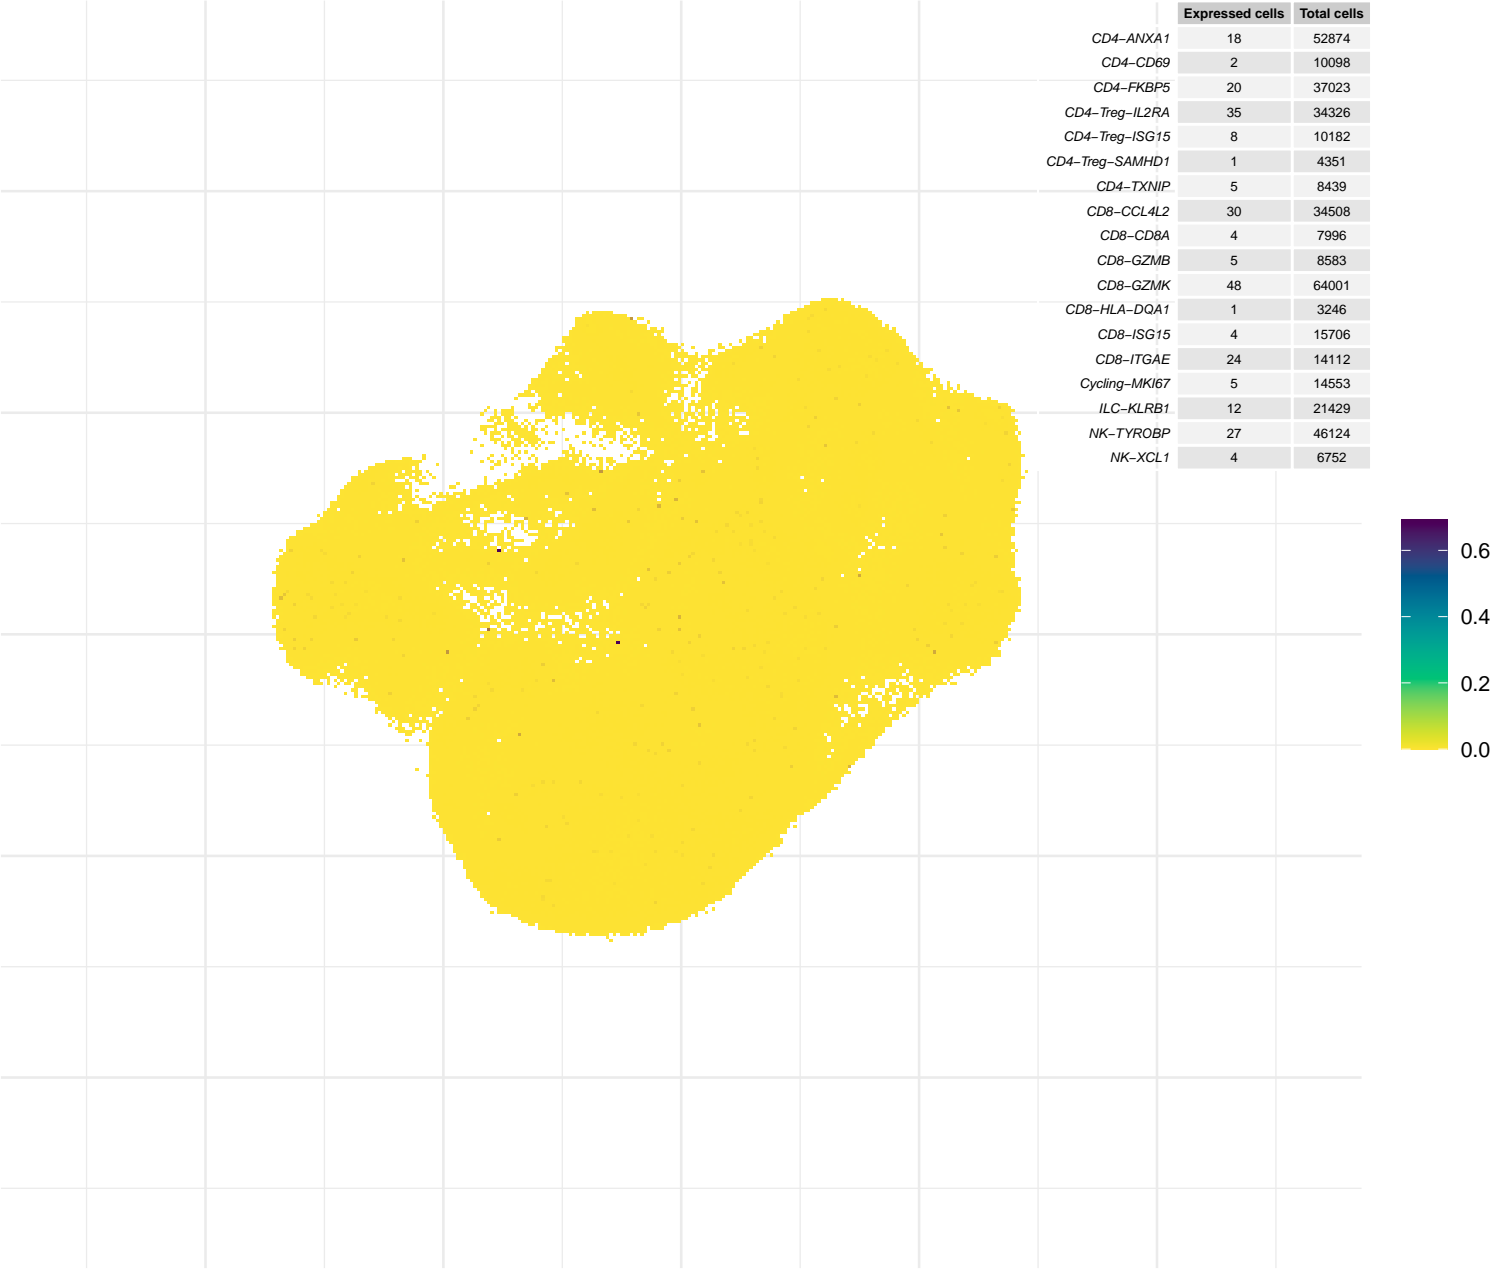 Expressed cells Total cells
CD4−ANXA1 18 52874
CD4−CD69 2 10098
CD4−FKBP5 20 37023
CD4−Treg−IL2RA 35 34326
CD4−Treg−ISG15 8 10182
CD4−Treg−SAMHD1 1 4351
CD4−TXNIP 5 8439
CD8−CCL4L2 30 34508
CD8−CD8A 4 7996
CD8−GZMB 5 8583
CD8−GZMK 48 64001
CD8−HLA−DQA1 1 3246
CD8−ISG15 4 15706
CD8−ITGAE 24 14112
Cycling−MKI67 5 14553
ILC−KLRB1 12 21429
NK−TYROBP 27 46124
NK−XCL1 4 6752
0.6
0.4
0.2
0.0